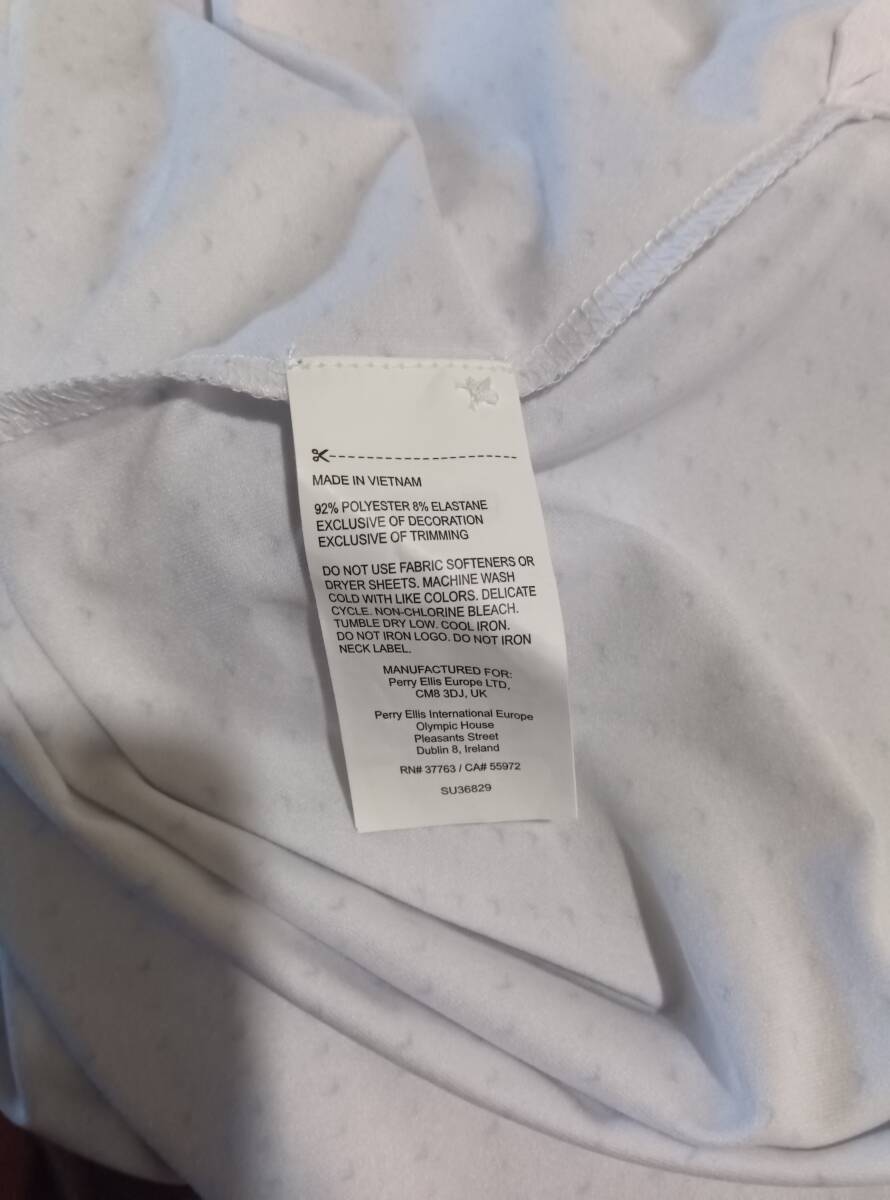 MADE IN VIETNAM
92% POLYESTER 8% ELASTANE
EXCLUSIVE OF DECORATION
EXCLUSIVE OF TRIMMING
DO NOT USE FABRIC SOFTENERS OR
DRYER SHEETS. MACHINE WASH
COLD WITH LIKE COLORS. DELICATE
CYCLE. NON-CHLORINE BLEACH.
TUMBLE DRY LOW. COOL IRON.
DO NOT IRON LOGO. DO NOT IRON
NECK LABEL.
MANUFACTURED FOR:
Perry Ellis Europe LTD,
CM8 3DJ, UK
Perry Ellis International Europe
Olympic House
Pleasants Street
Dublin 8, Ireland
RN# 37763 / CA# 55972
SU36829